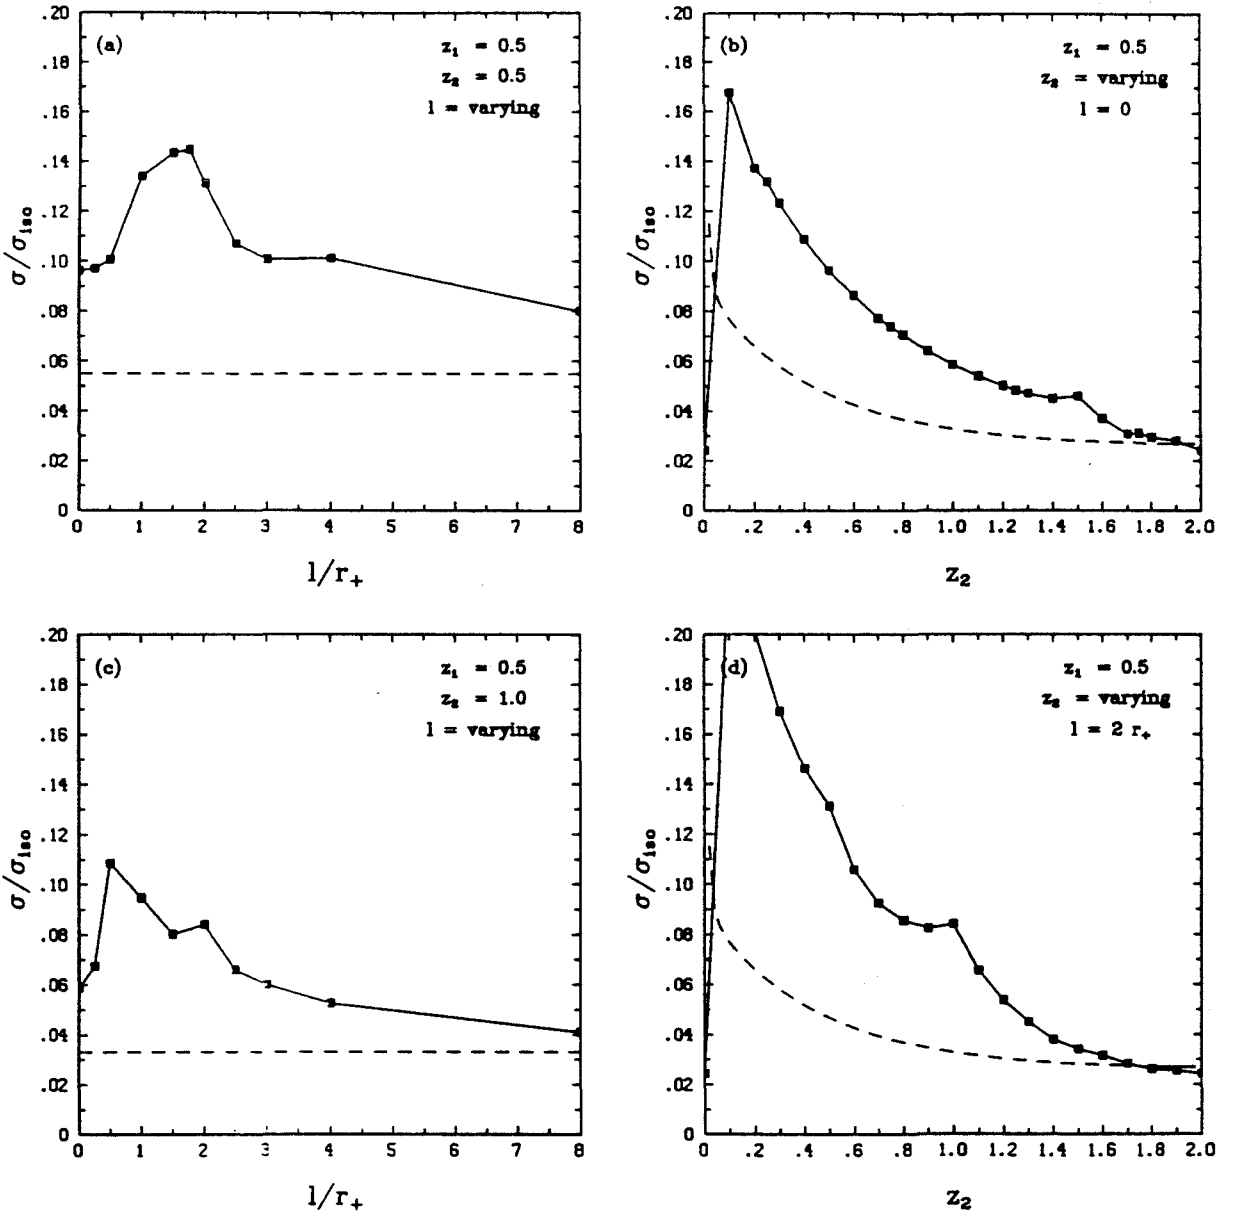 (a)
z₁ = 0.5
z₂ = 0.5
l = varying
.20
.18
.16
.14
.12
.10
.08
.06
.04
.02
0
σ/σiso
0 1 2 3 4 5 6 7 8
l/r₊
(b)
z₁ = 0.5
z₂ = varying
l = 0
.20
.18
.16
.14
.12
.10
.08
.06
.04
.02
0
σ/σiso
0 .2 .4 .6 .8 1.0 1.2 1.4 1.6 1.8 2.0
z₂
(c)
z₁ = 0.5
z₂ = 1.0
l = varying
.20
.18
.16
.14
.12
.10
.08
.06
.04
.02
0
σ/σiso
0 1 2 3 4 5 6 7 8
l/r₊
(d)
z₁ = 0.5
z₂ = varying
l = 2 r₊
.20
.18
.16
.14
.12
.10
.08
.06
.04
.02
0
σ/σiso
0 .2 .4 .6 .8 1.0 1.2 1.4 1.6 1.8 2.0
z₂